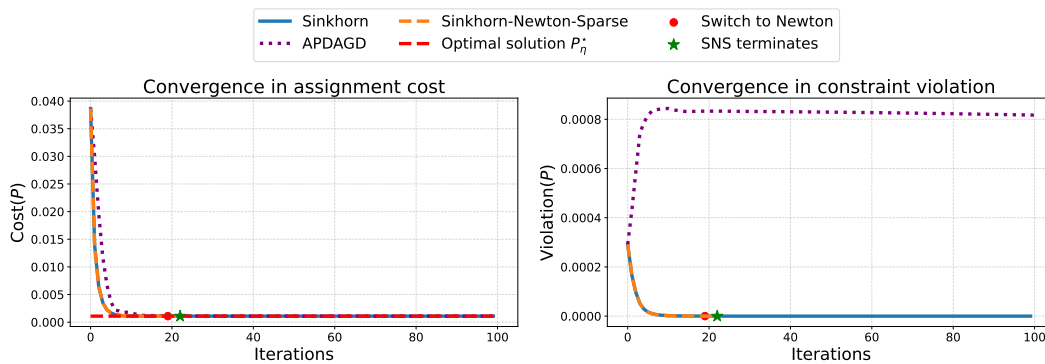 Sinkhorn
APDAGD
Sinkhorn-Newton-Sparse
Optimal solution P_η^⋆
Switch to Newton
SNS terminates
Convergence in assignment cost
Cost(P)
0.040
0.035
0.030
0.025
0.020
0.015
0.010
0.005
0.000
0 20 40 60 80 100
Iterations
Convergence in constraint violation
Violation(P)
0.0008
0.0006
0.0004
0.0002
0.0000
0 20 40 60 80 100
Iterations